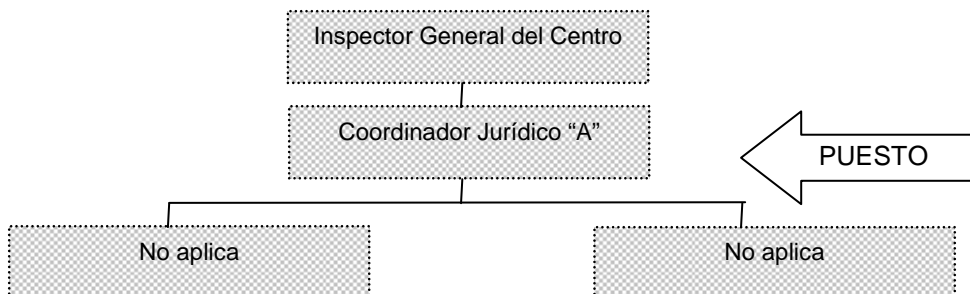 Inspector General del Centro
Coordinador Jurídico “A”
PUESTO
No aplica
No aplica